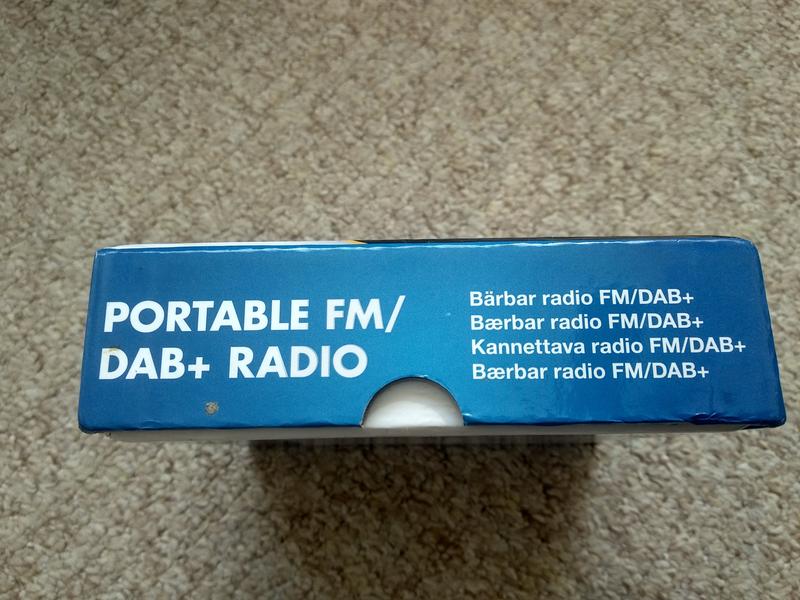 PORTABLE FM/
DAB+ RADIO
Bärbar radio FM/DAB+
Bærbar radio FM/DAB+
Kannettava radio FM/DAB+
Bærbar radio FM/DAB+